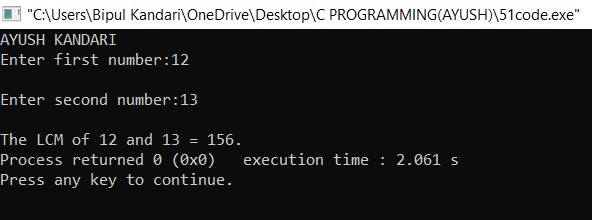 "C:\Users\Bipul Kandari\OneDrive\Desktop\C PROGRAMMING(AYUSH)\51code.exe"
AYUSH KANDARI
Enter first number:12
Enter second number:13
The LCM of 12 and 13 = 156.
Process returned 0 (0x0)   execution time : 2.061 s
Press any key to continue.